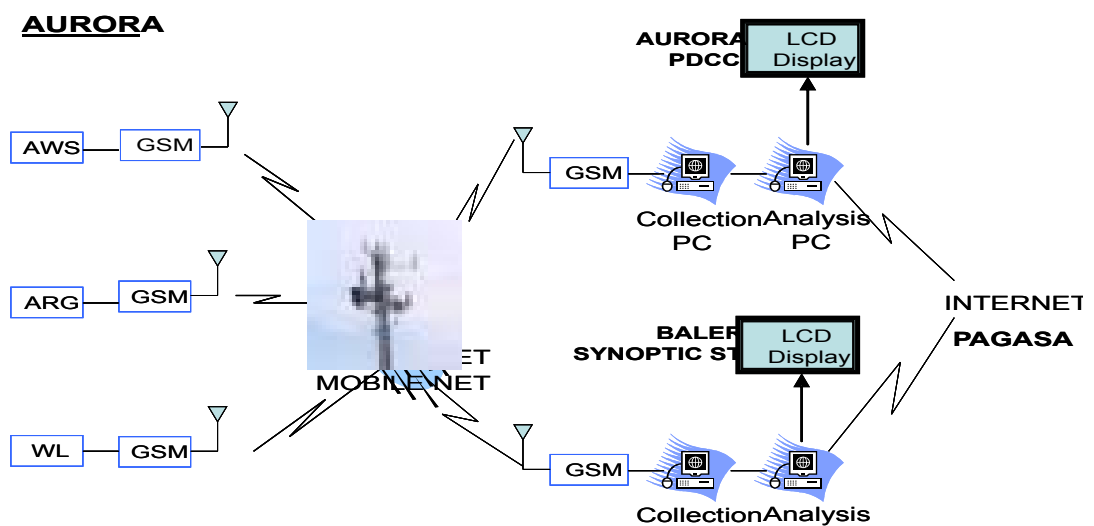 AURORA
AURORA
PDCC
LCD
Display
AWS
GSM
GSM
Collection
PC
Analysis
PC
ARG
GSM
INTERNET
PAGASA
BALER
SYNOPTIC ST
LCD
Display
ET
MOBILE NET
WL
GSM
GSM
Collection
Analysis